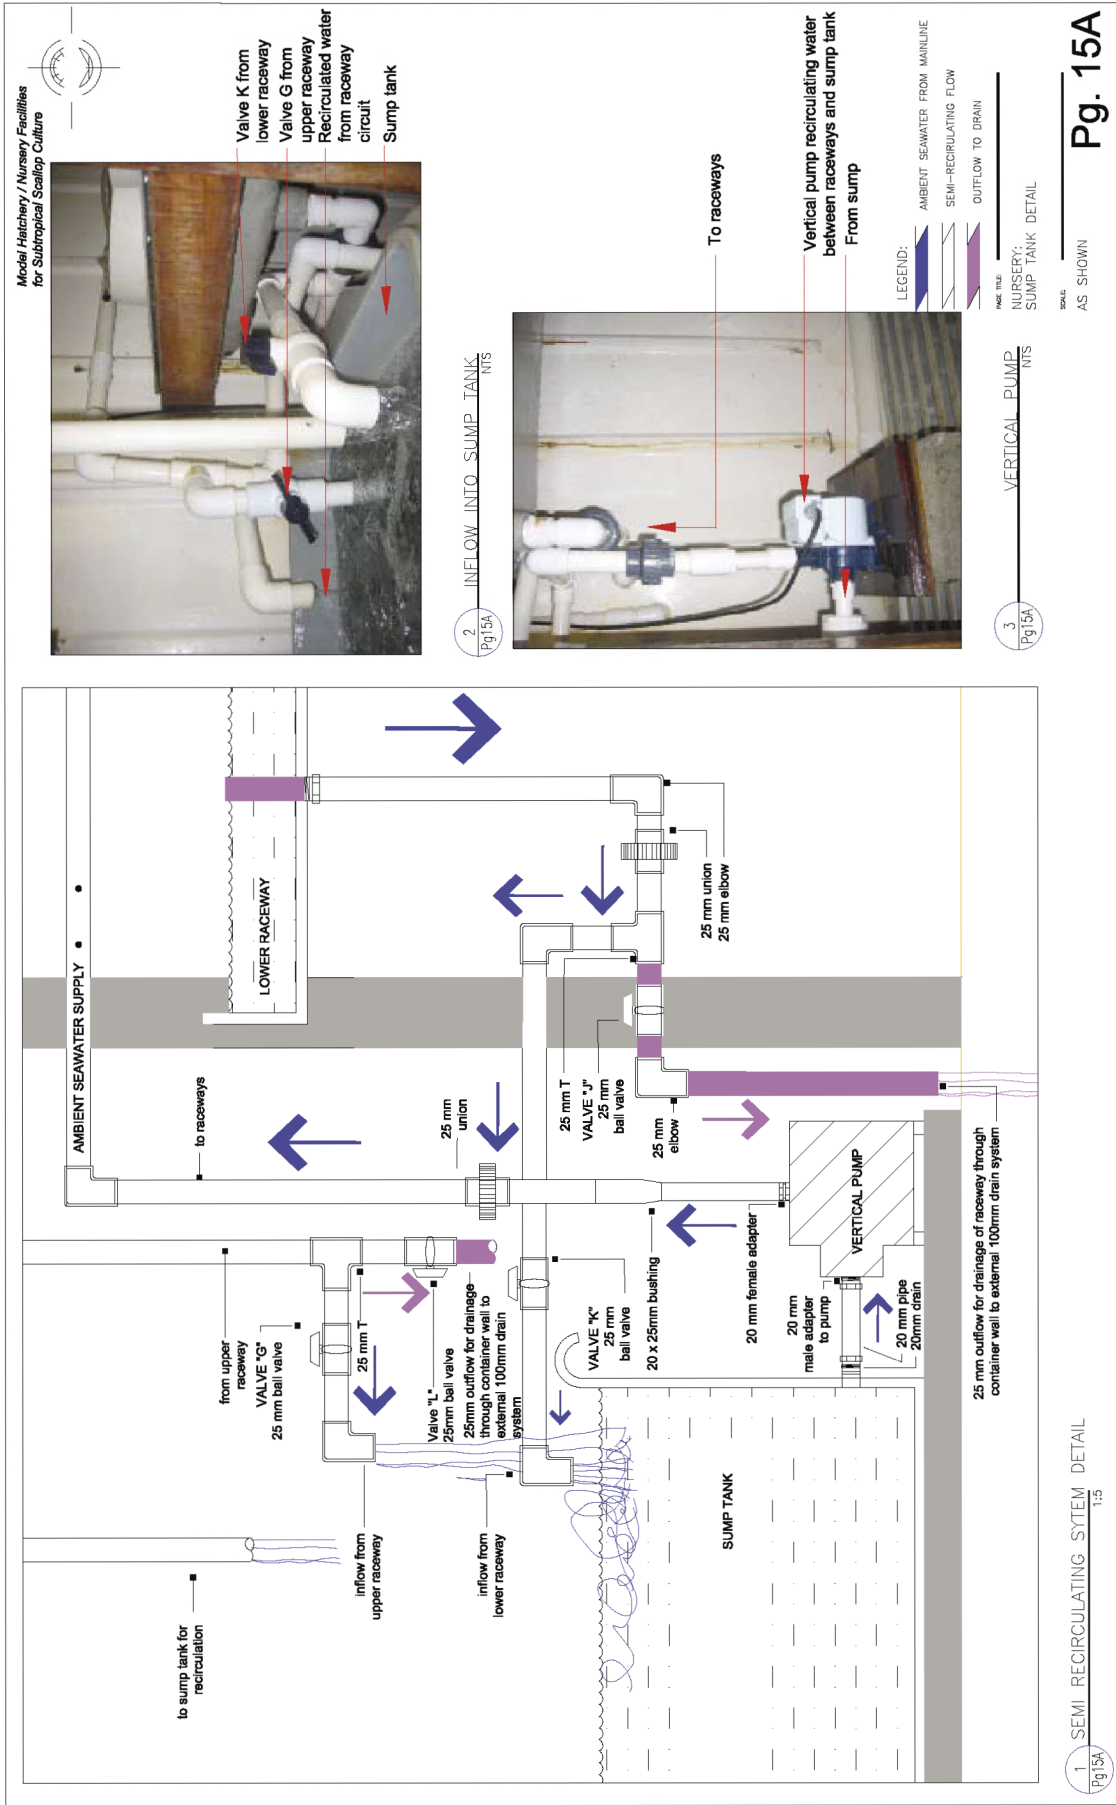 Model Hatchery / Nursery Facilities
for Subtropical Scallop Culture
AMBIENT SEAWATER SUPPLY
LOWER RACEWAY
to raceways
from upper
raceway
VALVE "G"
25 mm ball valve
25 mm T
Valve "L"
25mm ball valve
25mm outflow for drainage
through container wall to
external 100mm drain
system
to sump tank for
recirculation
inflow from
upper raceway
inflow from
lower raceway
25 mm
union
25 mm T
VALVE "J"
25 mm
ball valve
25 mm
elbow
25 mm union
25 mm elbow
VALVE "K"
25 mm
ball valve
20 x 25mm bushing
20 mm female adapter
20 mm
male adapter
to pump
VERTICAL PUMP
20 mm pipe
20mm drain
SUMP TANK
25 mm outflow for drainage of raceway through
container wall to external 100mm drain system
1
Pg15A
SEMI RECIRCULATING SYTEM DETAIL
1:5
Valve K from
lower raceway
Valve G from
upper raceway
Recirculated water
from raceway
circuit
Sump tank
2
Pg15A
INFLOW INTO SUMP TANK
NTS
To raceways
Vertical pump recirculating water
between raceways and sump tank
From sump
3
Pg15A
VERTICAL PUMP
NTS
LEGEND:
AMBIENT SEAWATER FROM MAINLINE
SEMI-RECIRULATING FLOW
OUTFLOW TO DRAIN
PAGE TITLE:
NURSERY:
SUMP TANK DETAIL
SCALE:
AS SHOWN
Pg. 15A